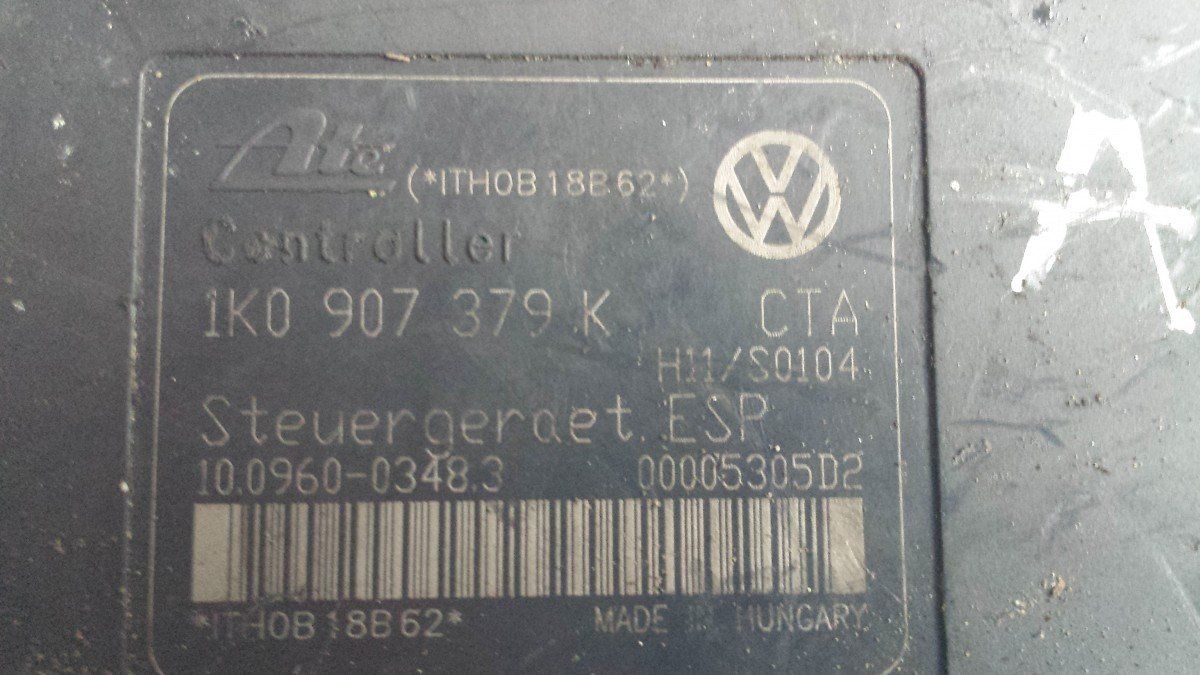 Ate (*ITH0B18B62*)
Controller
1K0 907 379 K CTA
H11/S0104
Steuergeraet ESP
10.0960-0348.3 00005305D2
*ITH0B18B62* MADE IN HUNGARY
A